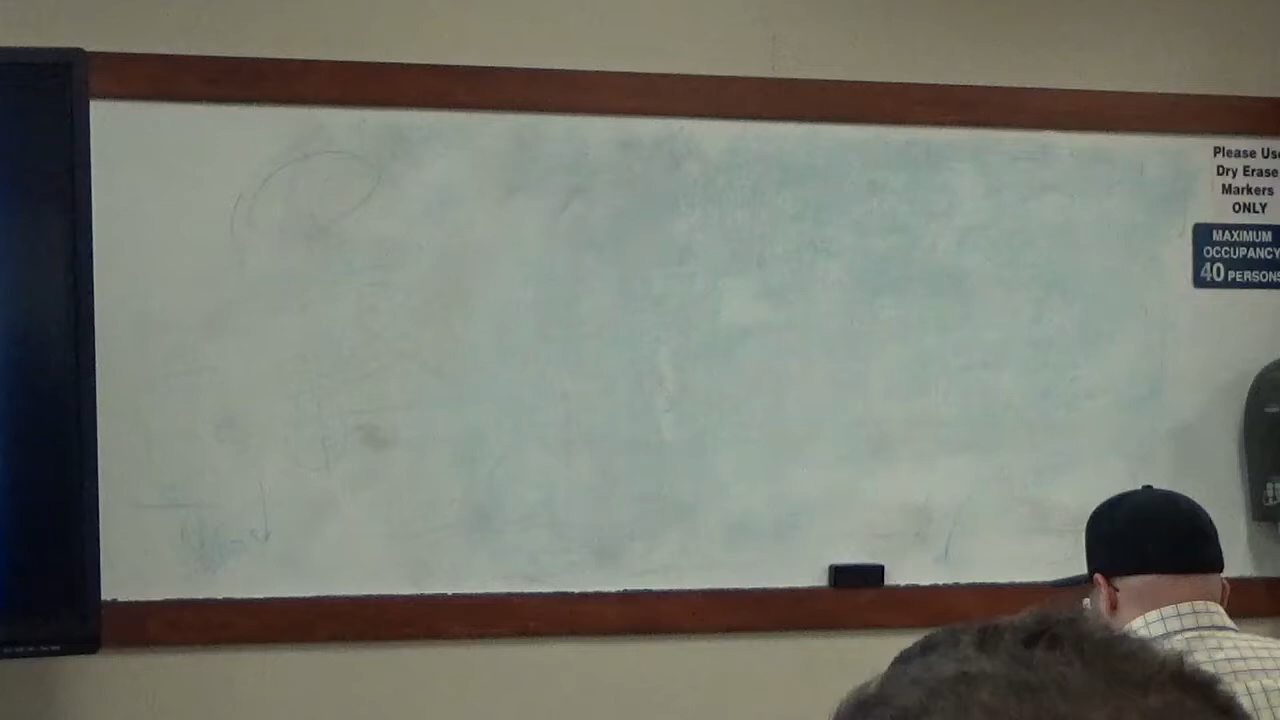 Please Use
Dry Erase
Markers
ONLY
MAXIMUM
OCCUPANCY
40 PERSONS